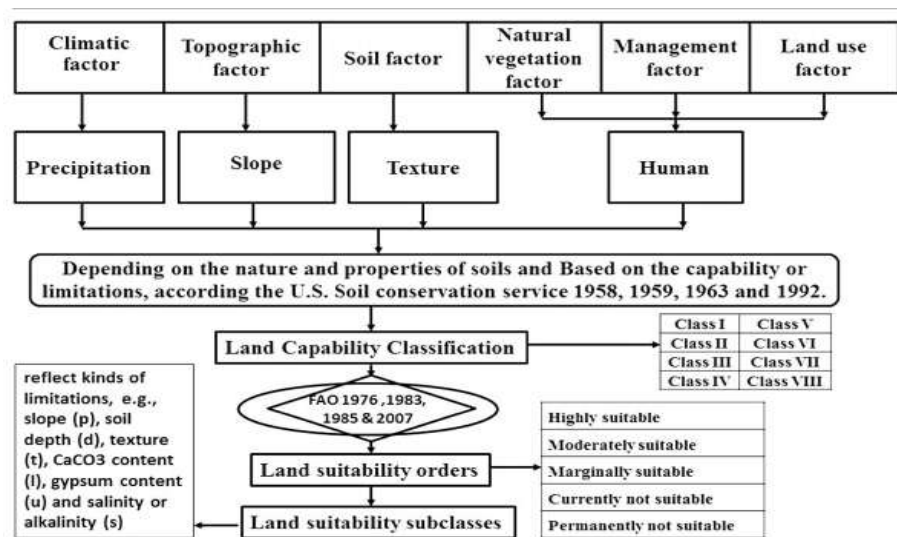 Climatic
factor
Topographic
factor
Soil factor
Natural
vegetation
factor
Management
factor
Land use
factor
Precipitation
Slope
Texture
Human
Depending on the nature and properties of soils and Based on the capability or
limitations, according the U.S. Soil conservation service 1958, 1959, 1963 and 1992.
Land Capability Classification
Class I
Class V
Class II
Class VI
Class III
Class VII
Class IV
Class VIII
FAO 1976 ,1983,
1985 & 2007
reflect kinds of
limitations, e.g.,
slope (p), soil
depth (d), texture
(t), CaCO3 content
(l), gypsum content
(u) and salinity or
alkalinity (s)
Land suitability orders
Highly suitable
Moderately suitable
Marginally suitable
Currently not suitable
Permanently not suitable
Land suitability subclasses